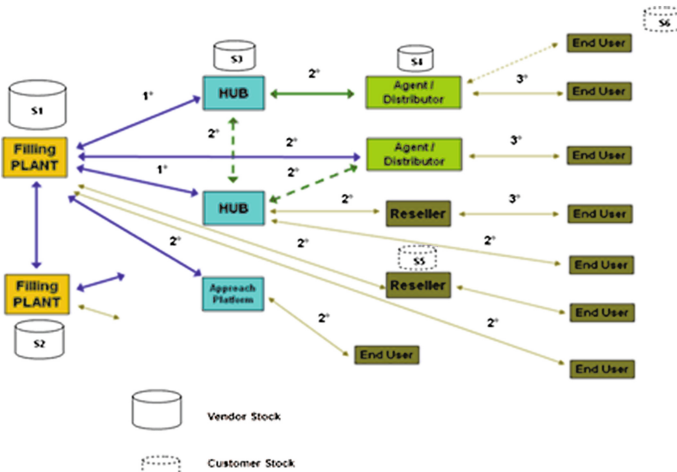 S6
End User
S3
S4
2°
3°
S1
1°
HUB
Agent /
Distributor
End User
2°
2°
3°
Filling
PLANT
Agent /
Distributor
End User
1°
2°
2°
3°
HUB
Reseller
End User
2°
2°
2°
S5
End User
Filling
PLANT
Approach
Platform
Reseller
End User
2°
2°
S2
End User
End User
Vendor Stock
Customer Stock